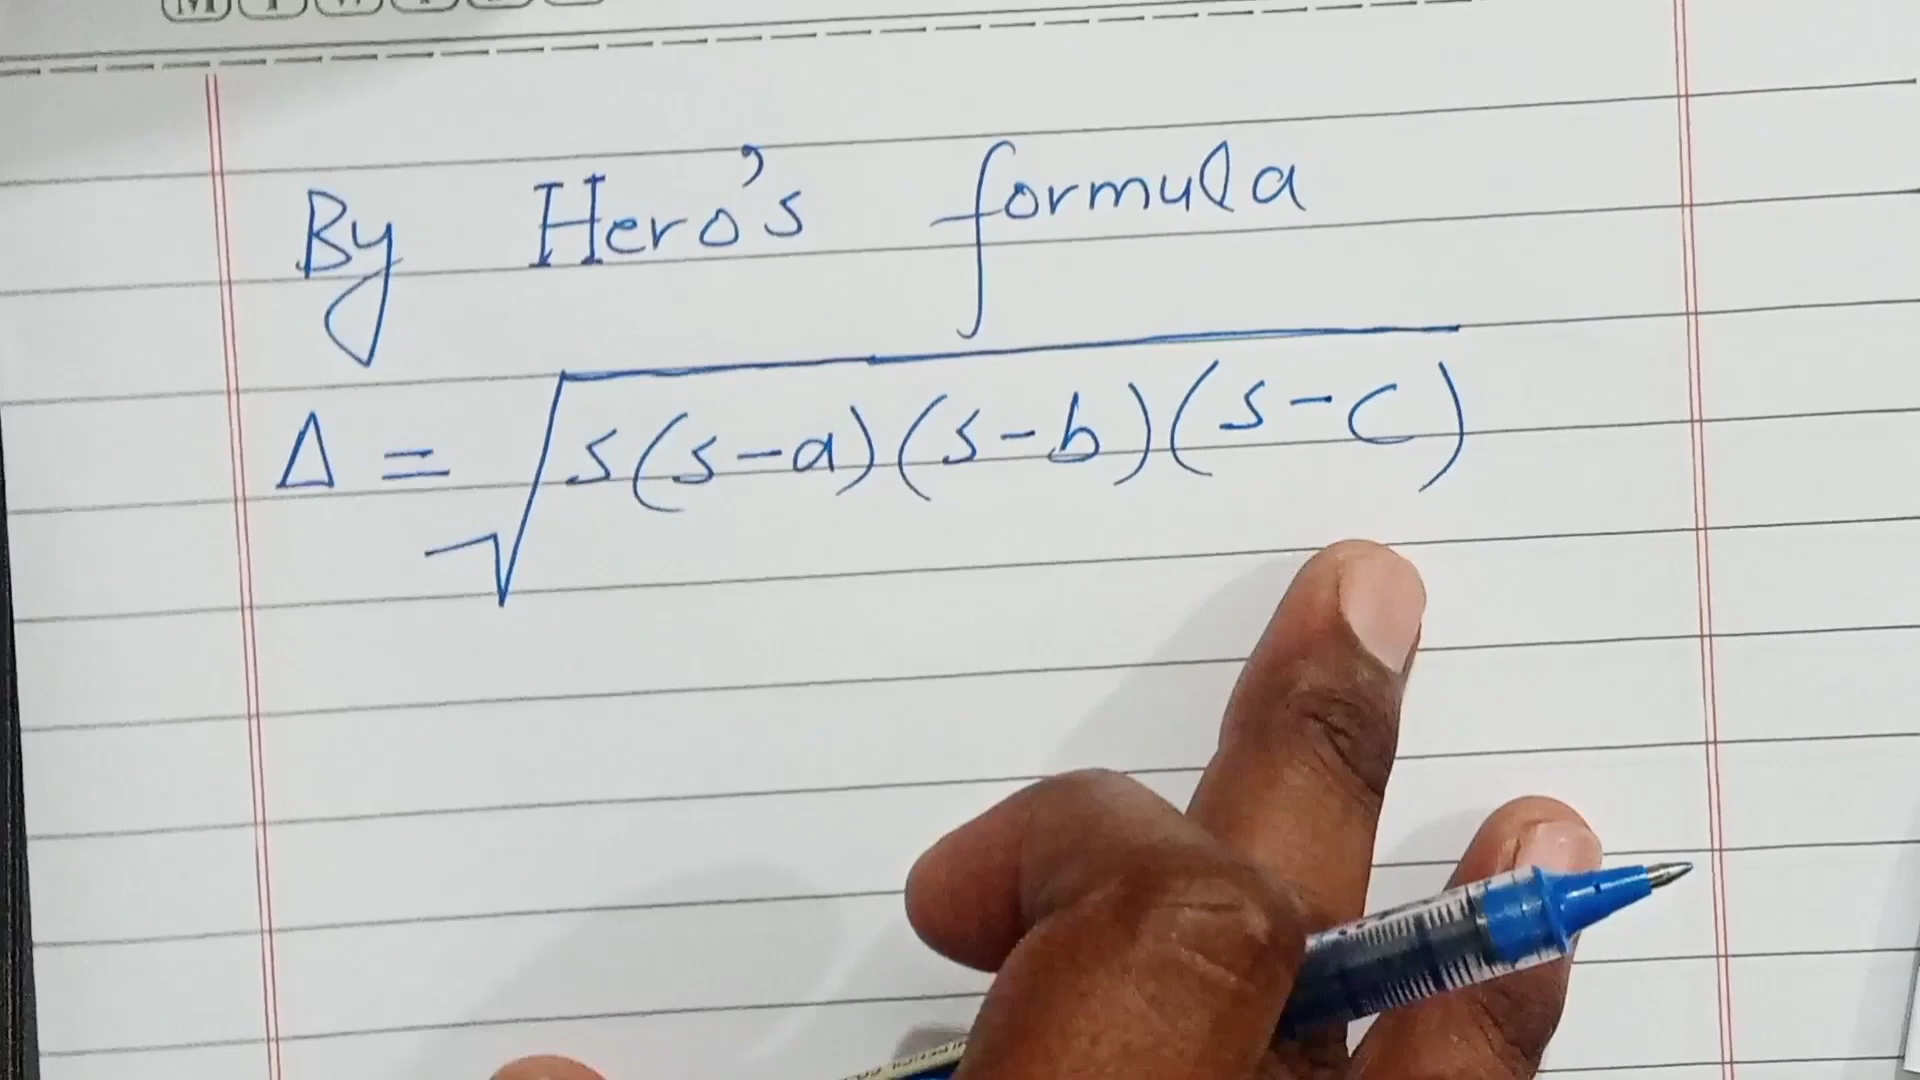 By Hero's formula
Δ = √s(s-a)(s-b)(s-c)